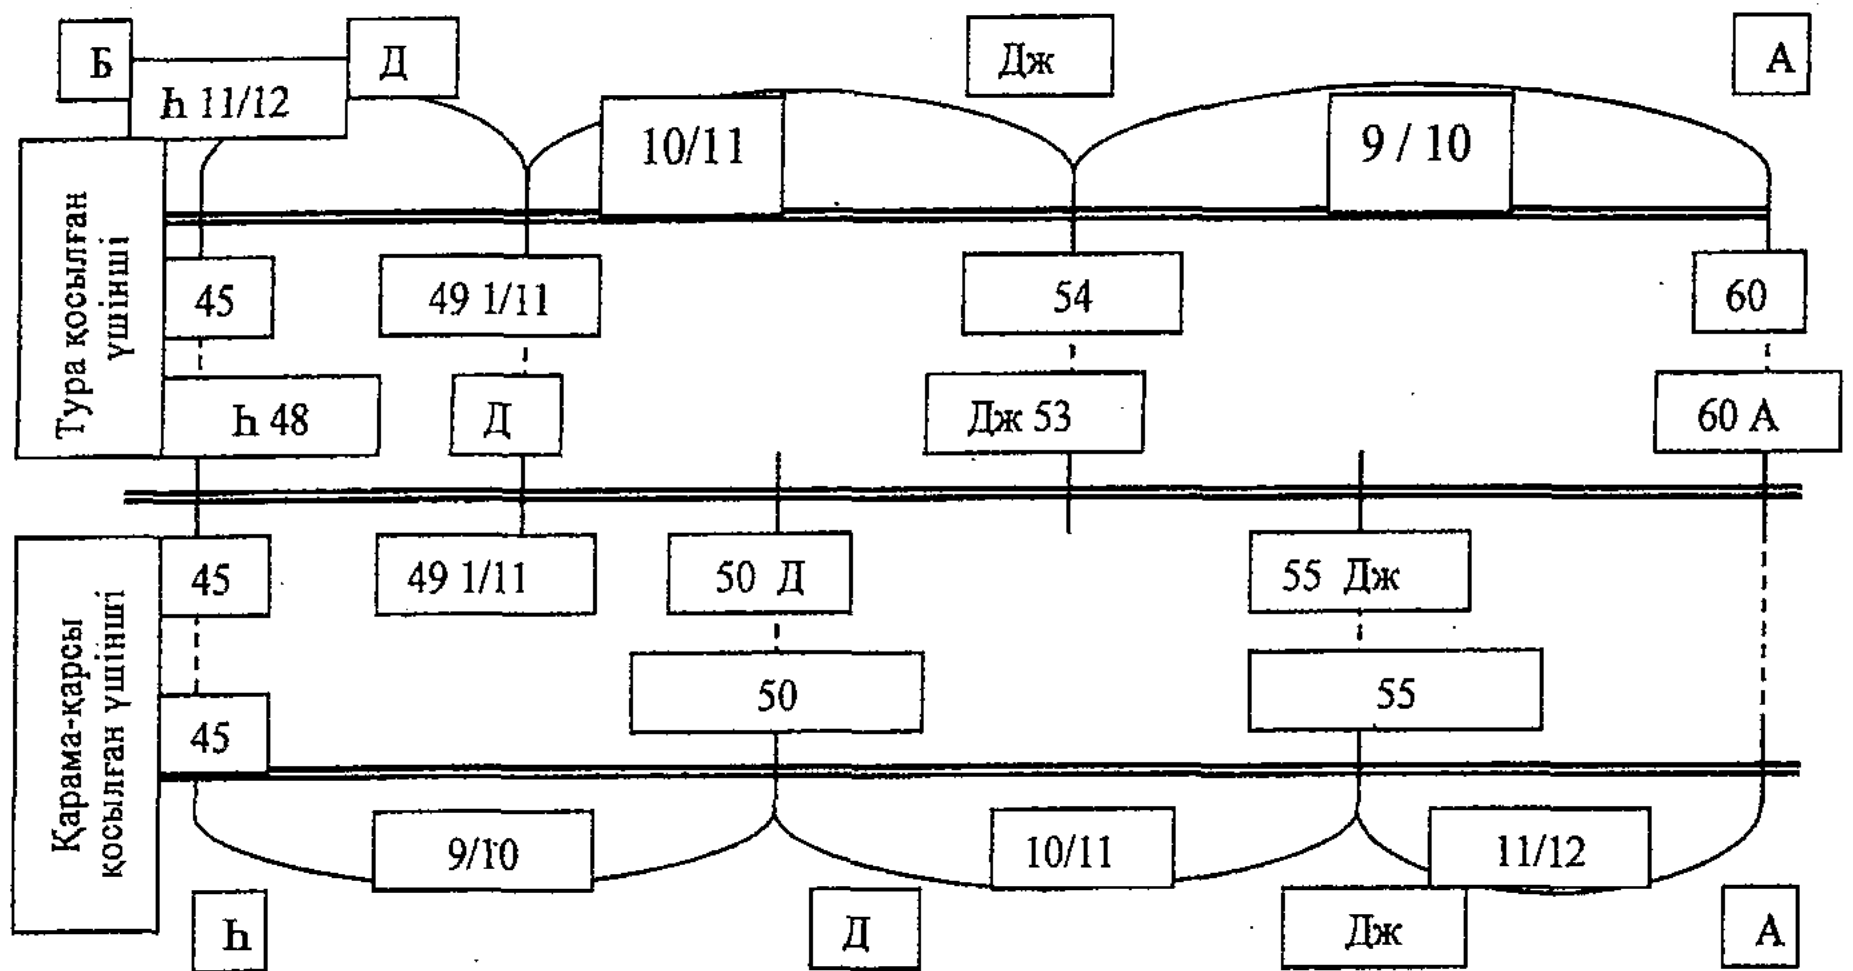 Б
Д
Дж
А
һ 11/12
10/11
9 / 10
Тура қосылған
үшінші
45
49 1/11
54
60
һ 48
Д
Дж 53
60 А
Қарама-қарсы
қосылған үшінші
45
49 1/11
50 Д
55 Дж
45
50
55
9/10
10/11
11/12
һ
Д
Дж
А